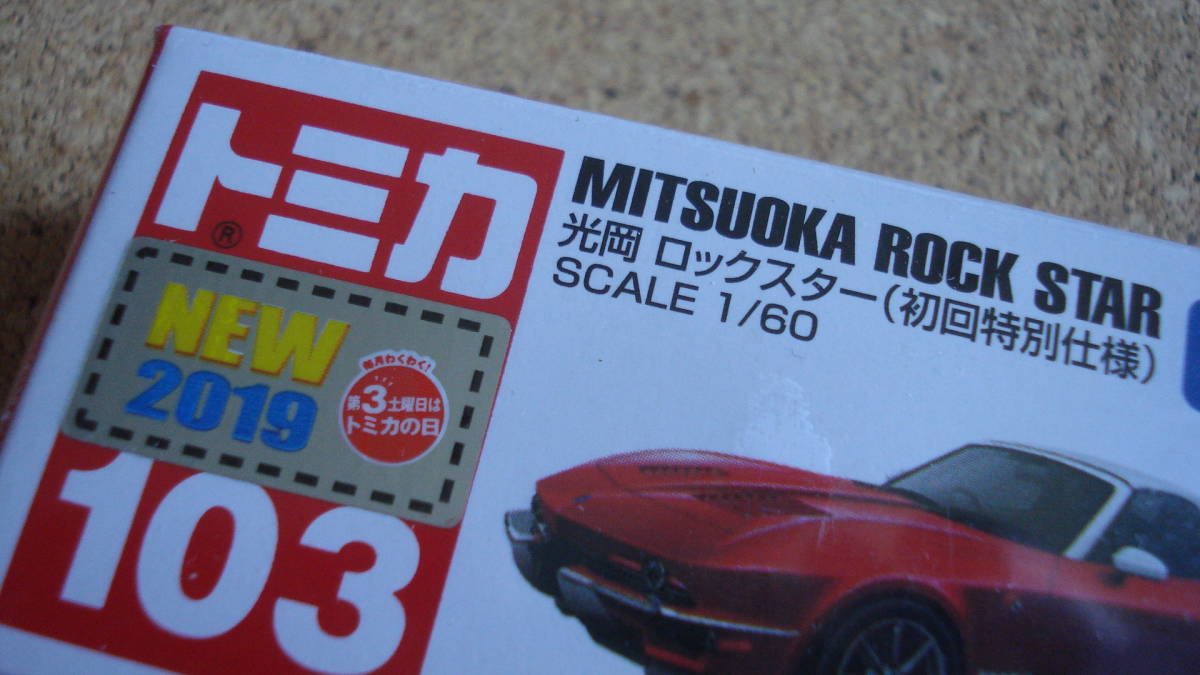 トミカ
®
MITSUOKA ROCK STAR
光岡 ロックスター(初回特別仕様)
SCALE 1/60
NEW
2019
毎月わくわく!
第3土曜日は
トミカの日
103